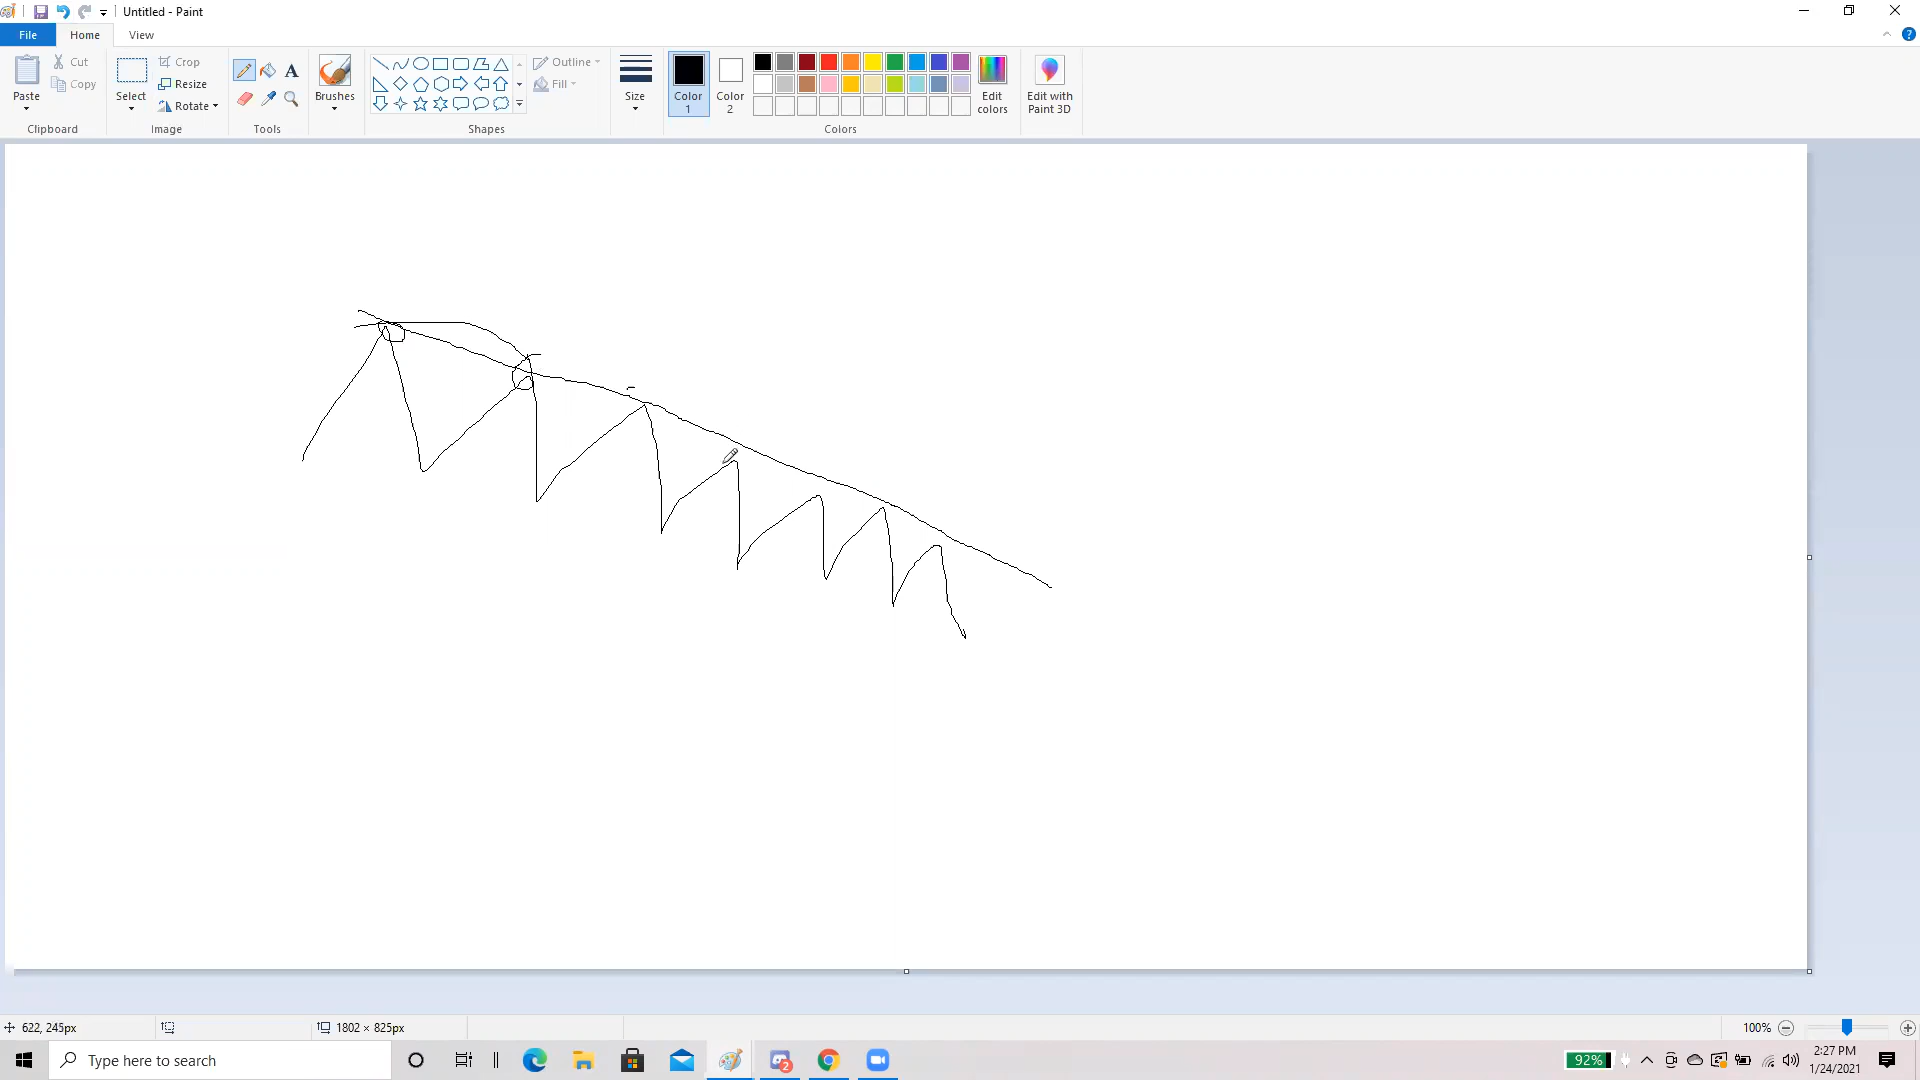 Untitled - Paint
File
Home
View
Paste
Cut
Copy
Clipboard
Select
Crop
Resize
Rotate
Image
Tools
Brushes
Shapes
Outline
Fill
Size
Color 1
Color 2
Colors
Edit colors
Edit with Paint 3D
622, 245px
1802 × 825px
100%
Type here to search
2
92%
2:27 PM
1/24/2021